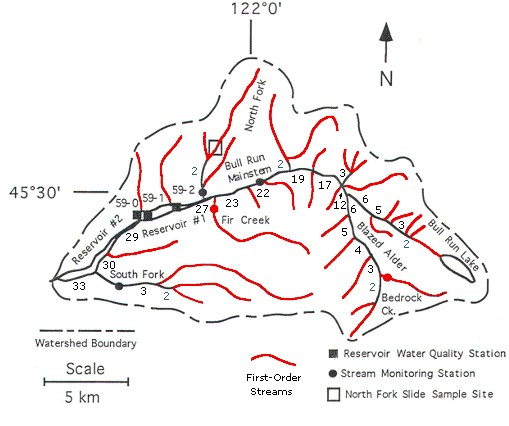 122°0'
N
North Fork
2
Bull Run
Mainstem
2
19
17
3
45°30'
59-0
59-1
59-2
27
23
22
12
6
6
5
3
2
Reservoir #2
Reservoir #1
Fir Creek
Bull Run Lake
29
5
4
3
2
Blazed Alder
30
South Fork
33
3
2
Bedrock
Ck.
Watershed Boundary
Scale
5 km
First-Order
Streams
Reservoir Water Quality Station
Stream Monitoring Station
North Fork Slide Sample Site